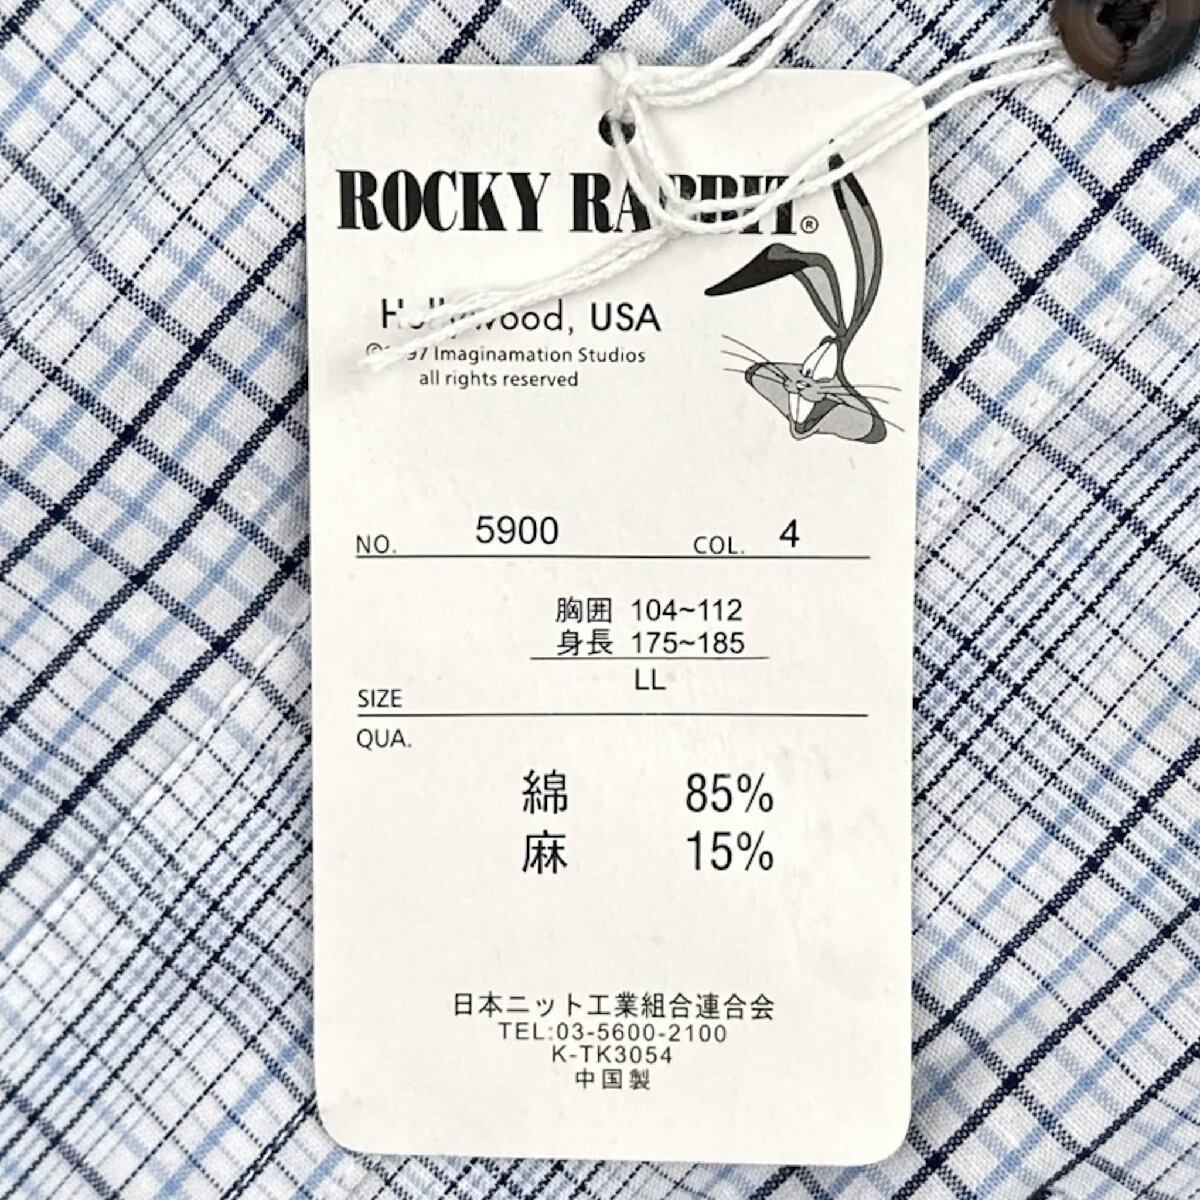 ROCKY RABBIT®
Hollywood, USA
©1997 Imaginamation Studios
all rights reserved
NO. 5900 COL. 4
胸囲 104~112
身長 175~185
LL
SIZE
QUA.
綿 85%
麻 15%
日本ニット工業組合連合会
TEL:03-5600-2100
K-TK3054
中国製